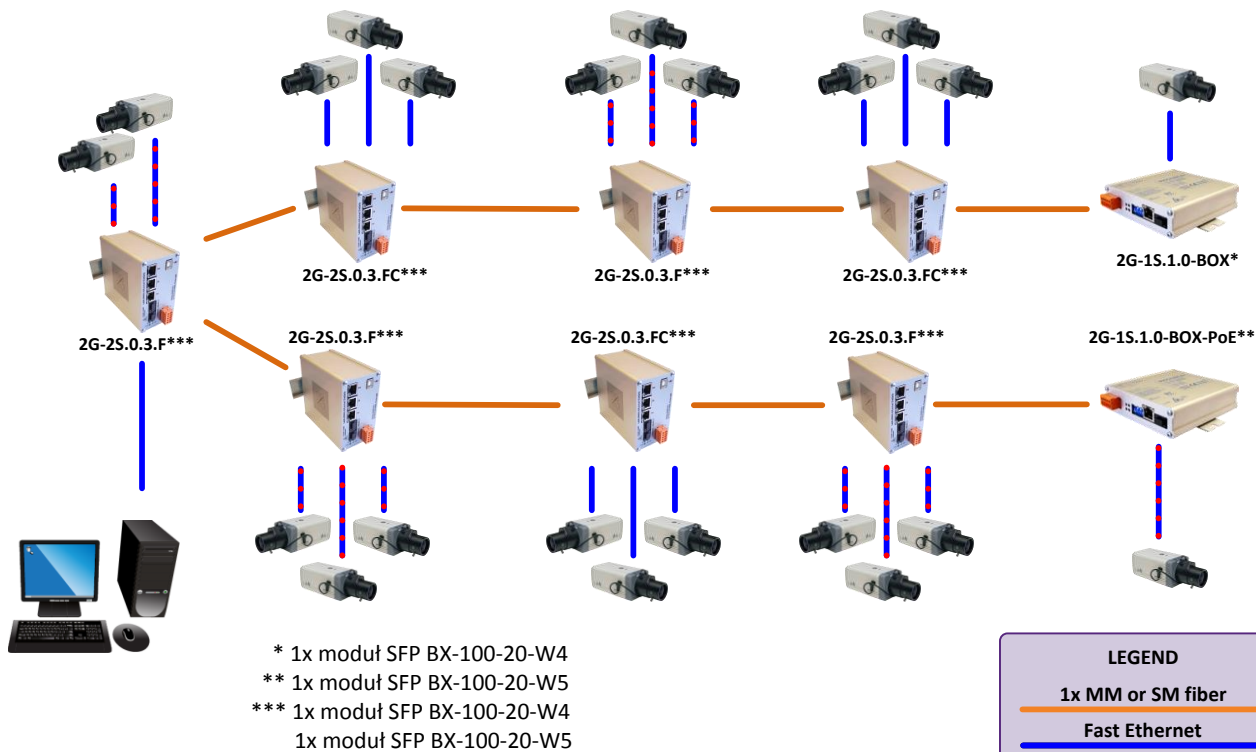 2G-2S.0.3.FC***
2G-2S.0.3.F***
2G-2S.0.3.FC***
2G-1S.1.0-BOX*
2G-2S.0.3.F***
2G-2S.0.3.F***
2G-2S.0.3.FC***
2G-2S.0.3.F***
2G-1S.1.0-BOX-PoE**
* 1x moduł SFP BX-100-20-W4
** 1x moduł SFP BX-100-20-W5
*** 1x moduł SFP BX-100-20-W4
1x moduł SFP BX-100-20-W5
LEGEND
1x MM or SM fiber
Fast Ethernet